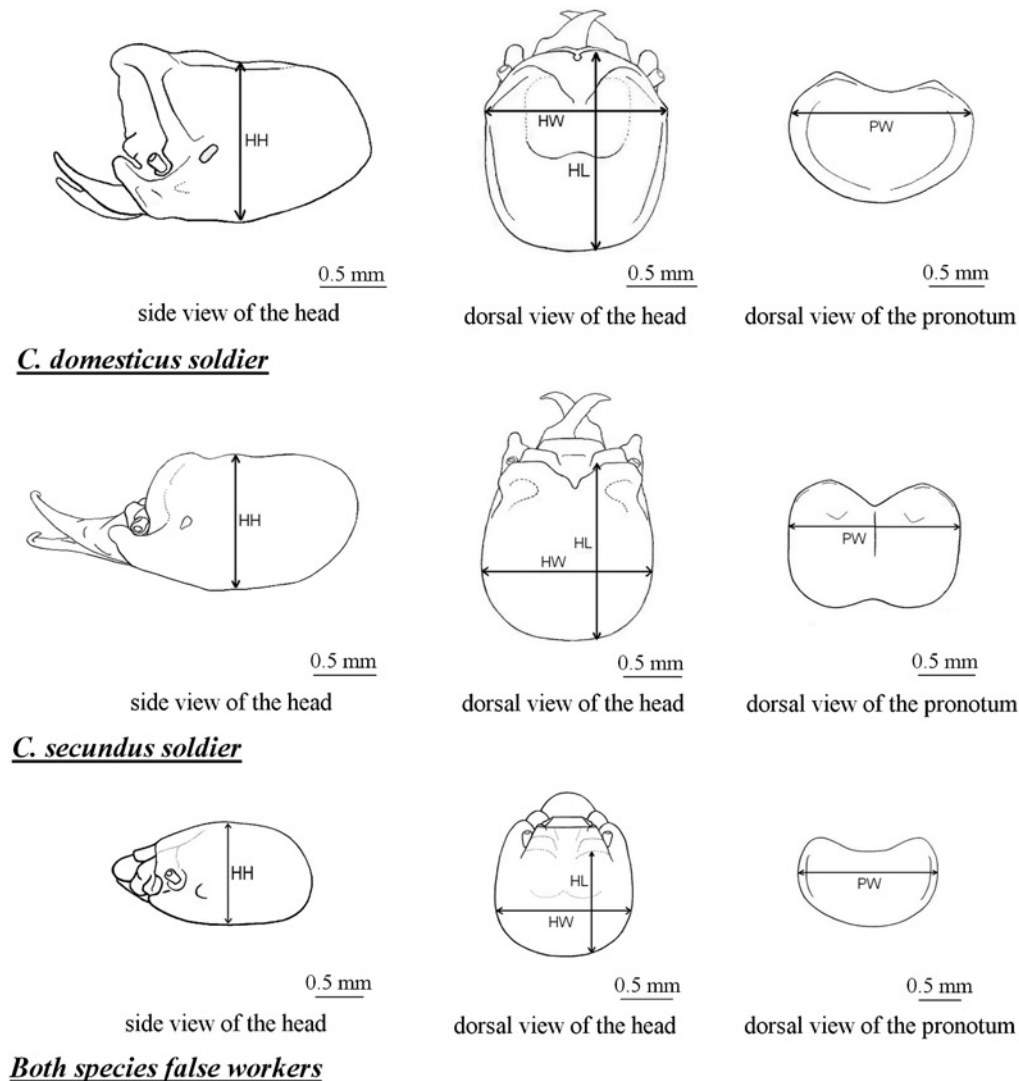 HH
HW
HL
PW
0.5 mm 0.5 mm 0.5 mm
side view of the head dorsal view of the head dorsal view of the pronotum
C. domesticus soldier
HH
HL
HW
PW
0.5 mm 0.5 mm 0.5 mm
side view of the head dorsal view of the head dorsal view of the pronotum
C. secundus soldier
HH
HL
HW
PW
0.5 mm 0.5 mm 0.5 mm
side view of the head dorsal view of the head dorsal view of the pronotum
Both species false workers